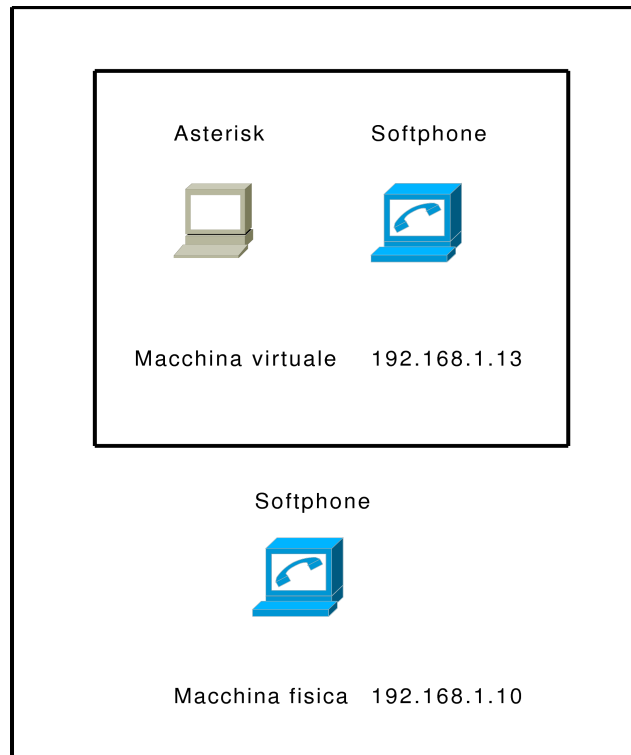 Asterisk Softphone
Macchina virtuale 192.168.1.13
Softphone
Macchina fisica 192.168.1.10